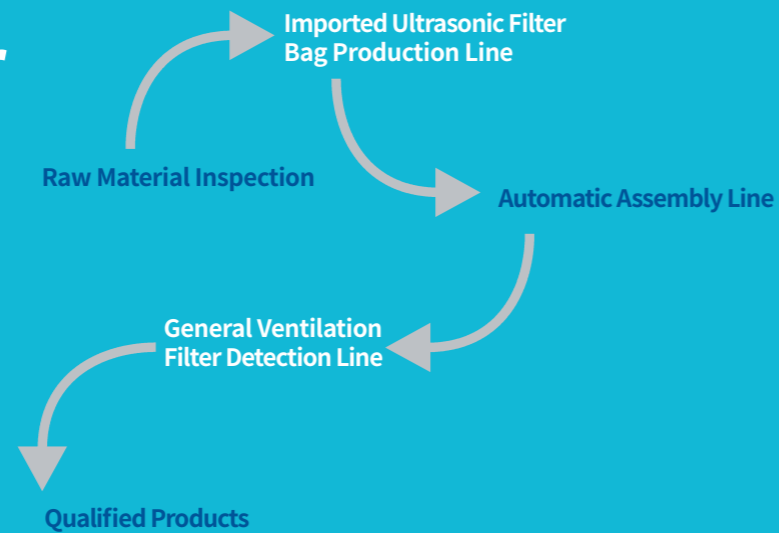 Imported Ultrasonic Filter
Bag Production Line
Raw Material Inspection
Automatic Assembly Line
General Ventilation
Filter Detection Line
Qualified Products